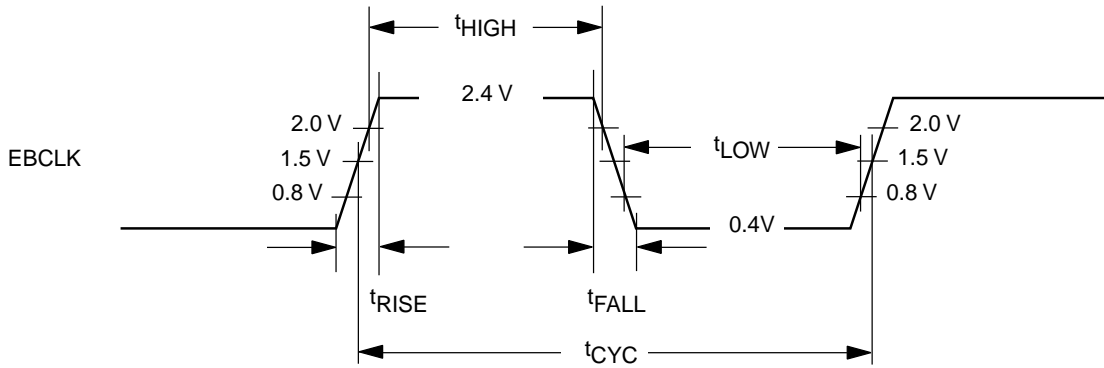 tHIGH
2.4 V
2.0 V
2.0 V
EBCLK
1.5 V
tLOW
1.5 V
0.8 V
0.8 V
0.4V
tRISE
tFALL
tCYC